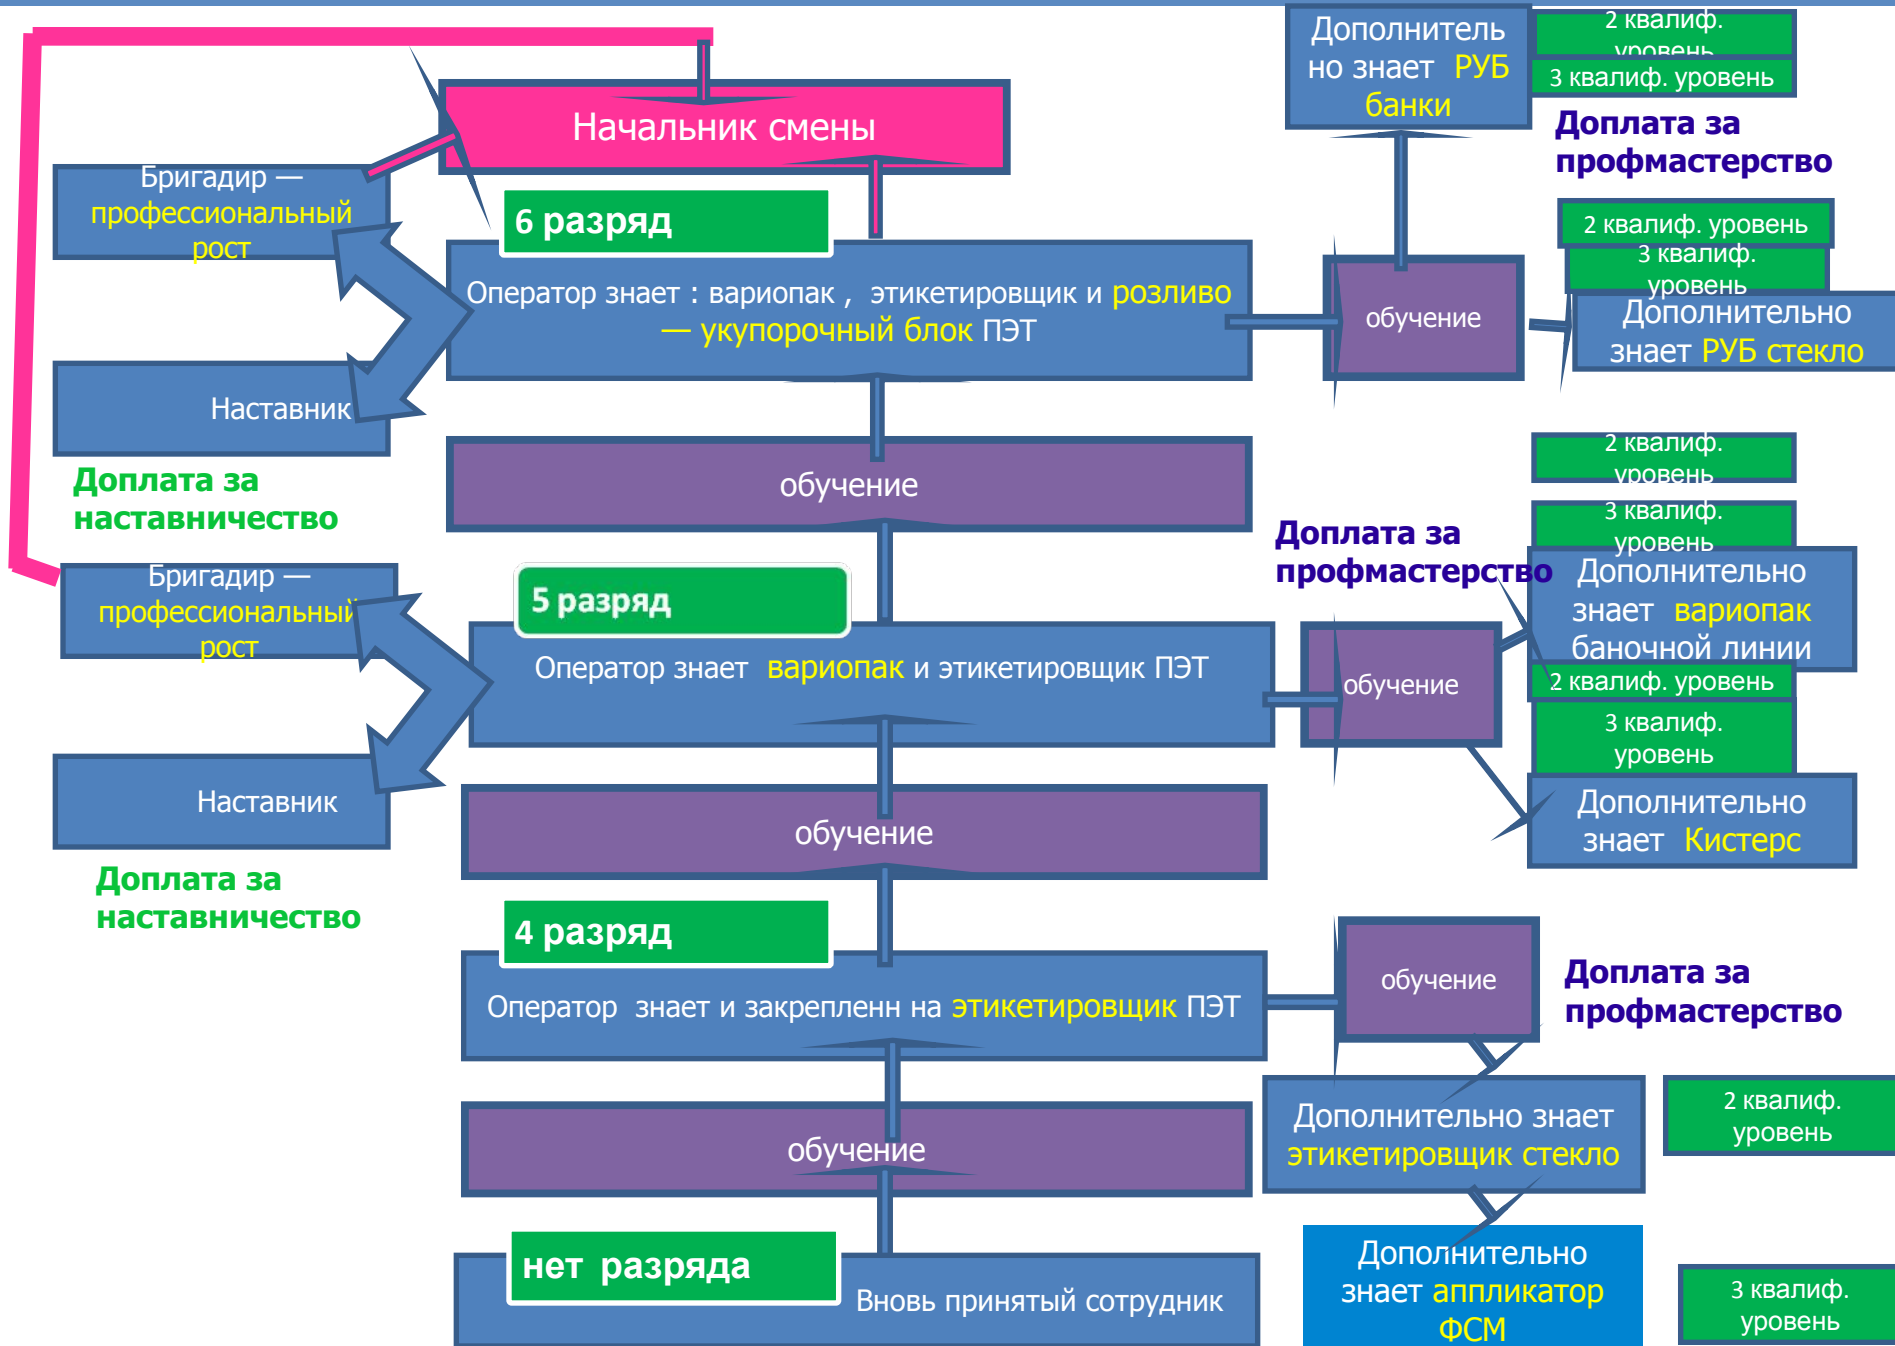 Дополнитель
но знает РУБ
банки
2 квалиф.
уровень
3 квалиф. уровень
Доплата за
профмастерство
Начальник смены
Бригадир —
профессиональный
рост
6 разряд
2 квалиф. уровень
3 квалиф.
уровень
Оператор знает : вариопак , этикетировщик и розливо
— укупорочный блок ПЭТ
обучение
Дополнительно
знает РУБ стекло
Наставник
Доплата за
наставничество
обучение
2 квалиф.
уровень
3 квалиф.
уровень
Доплата за
профмастерство
Дополнительно
знает вариопак
баночной линии
Бригадир —
профессиональный
рост
5 разряд
Оператор знает вариопак и этикетировщик ПЭТ
обучение
2 квалиф. уровень
3 квалиф.
уровень
Наставник
Дополнительно
знает Кистерс
обучение
Доплата за
наставничество
4 разряд
Оператор знает и закрепленн на этикетировщик ПЭТ
обучение
Доплата за
профмастерство
обучение
Дополнительно знает
этикетировщик стекло
2 квалиф.
уровень
нет разряда
Вновь принятый сотрудник
Дополнительно
знает аппликатор
ФСМ
3 квалиф.
уровень